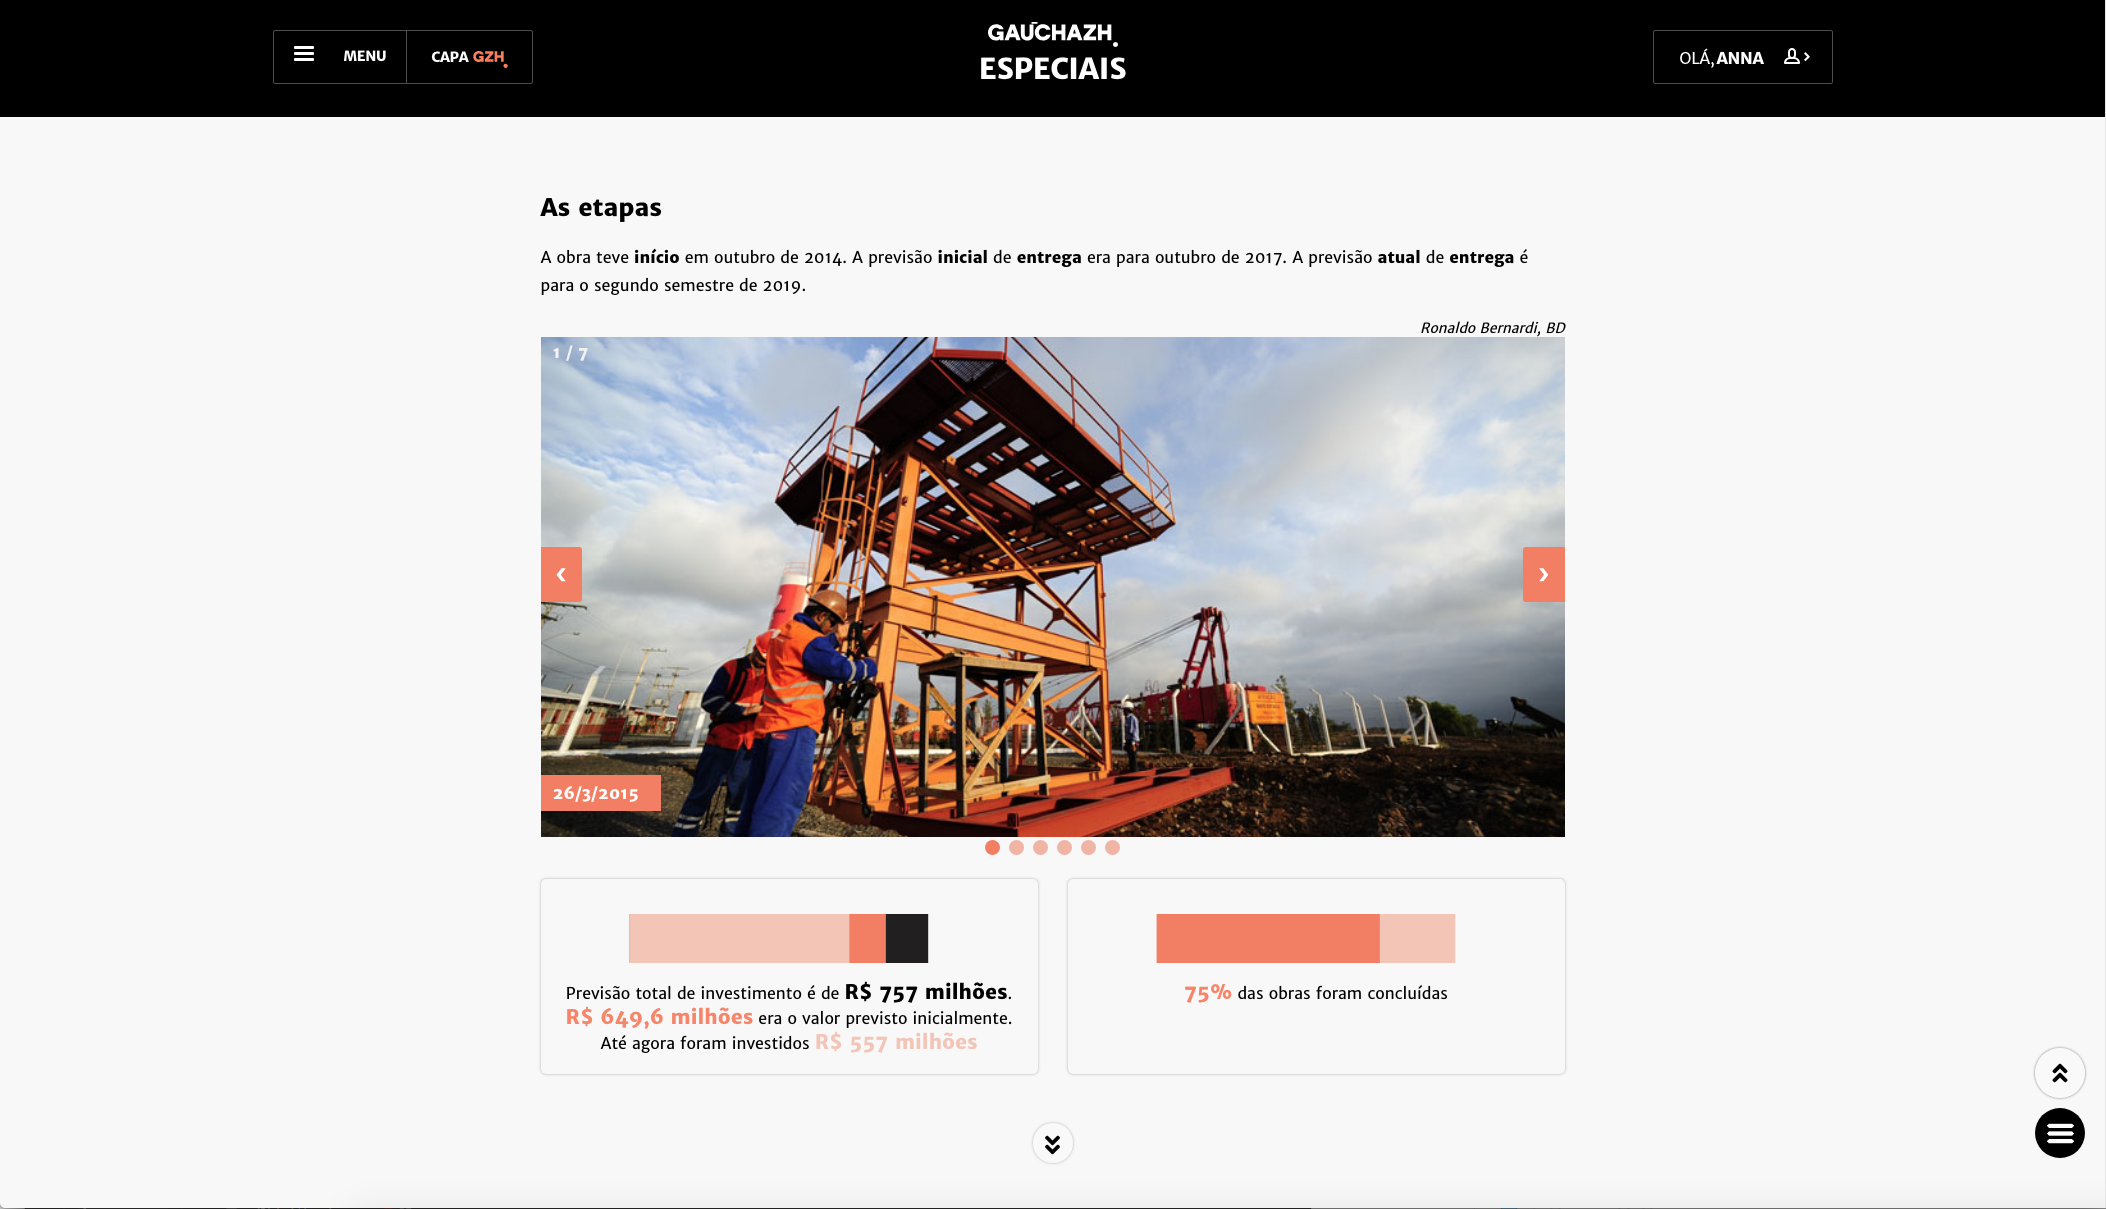 MENU
CAPA GZH.
GAÚCHAZH.
ESPECIAIS
OLÁ, ANNA
As etapas
A obra teve início em outubro de 2014. A previsão inicial de entrega era para outubro de 2017. A previsão atual de entrega é
para o segundo semestre de 2019.
Ronaldo Bernardi, BD
1 / 7
26/3/2015
Previsão total de investimento é de R$ 757 milhões.
R$ 649,6 milhões era o valor previsto inicialmente.
Até agora foram investidos R$ 557 milhões
75% das obras foram concluídas